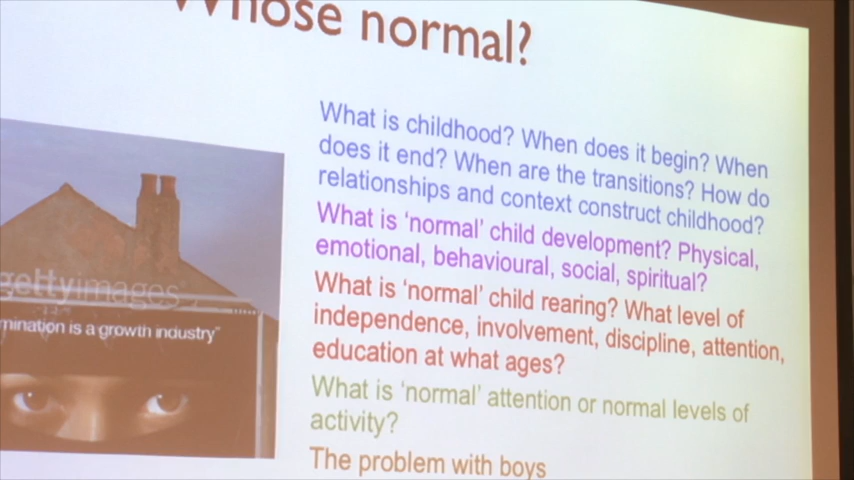 Whose normal?
What is childhood? When does it begin? When
does it end? When are the transitions? How do
relationships and context construct childhood?
What is ‘normal’ child development? Physical,
emotional, behavioural, social, spiritual?
What is ‘normal’ child rearing? What level of
independence, involvement, discipline, attention,
education at what ages?
What is ‘normal’ attention or normal levels of
activity?
The problem with boys
gettyimages
mination is a growth industry”